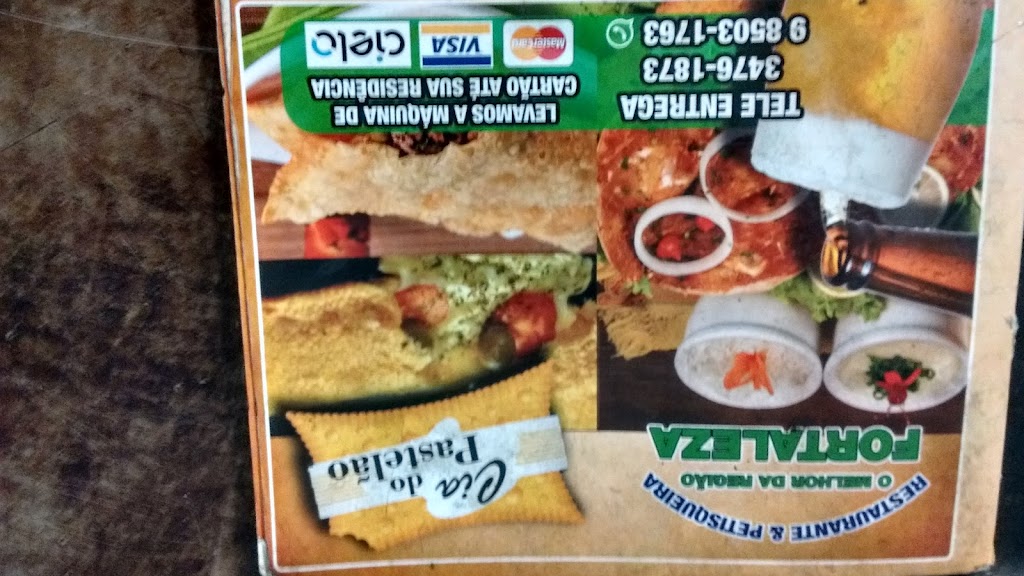 RESTAURANTE & PETISQUEIRA
O MELHOR DA REGIÃO
FORTALEZA
Cia do
Pastelão
TELE ENTREGA
3476-1873
9 8503-1763
LEVAMOS A MÁQUINA DE
CARTÃO ATÉ SUA RESIDÊNCIA
MasterCard
VISA
cielo